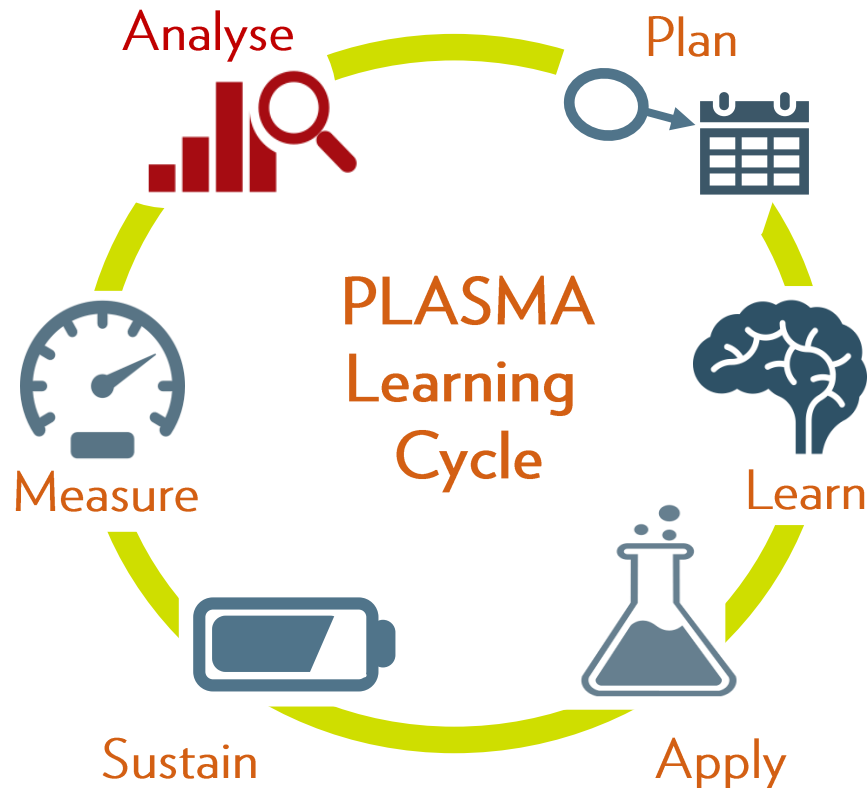 Analyse
Plan
PLASMA
Learning
Cycle
Measure
Learn
Sustain
Apply